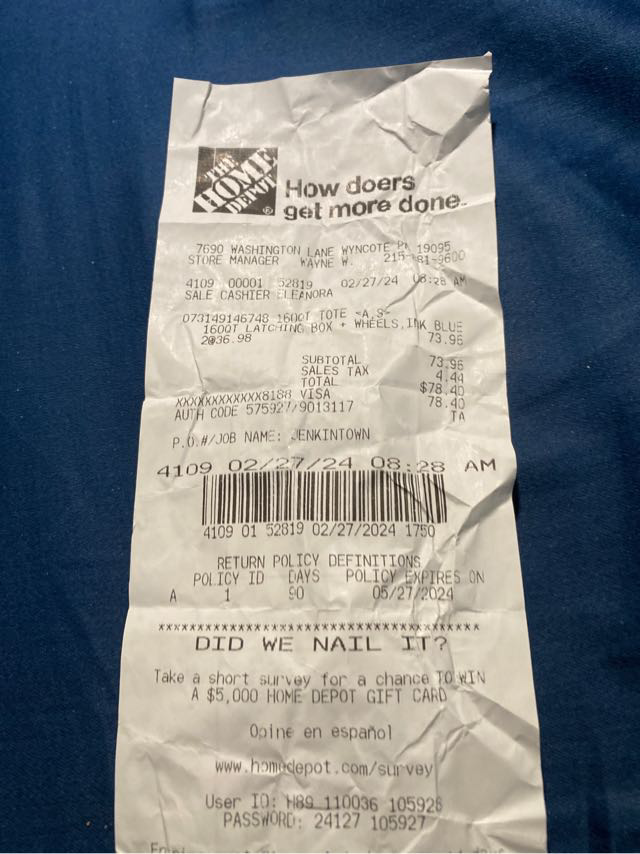 THE
HOME
DEPOT
®
How doers
get more done.
7690 WASHINGTON LANE WYNCOTE PA 19095
STORE MANAGER WAYNE W. 215- 81-9600
4109 00001 52819 02/27/24 08:28 AM
SALE CASHIER ELEANORA
073149146748 160QT TOTE <A,S>
160QT LATCHING BOX + WHEELS,INK BLUE
2@36.98 73.96
SUBTOTAL 73.96
SALES TAX 4.44
TOTAL $78.40
XXXXXXXXXXXX8188 VISA 78.40
AUTH CODE 575927/9013117 TA
P.O.#/JOB NAME: JENKINTOWN
4109 02/27/24 08:28 AM
4109 01 52819 02/27/2024 1750
RETURN POLICY DEFINITIONS
POLICY ID DAYS POLICY EXPIRES ON
A 1 90 05/27/2024
*****************************************
DID WE NAIL IT?
Take a short survey for a chance TO WIN
A $5,000 HOME DEPOT GIFT CARD
Opine en español
www.homedepot.com/survey
User ID: H89 110036 105928
PASSWORD: 24127 105927